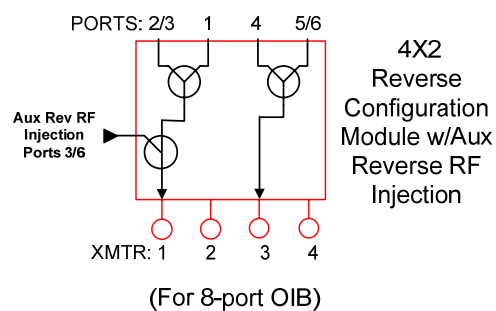 PORTS: 2/3 1 4 5/6
4X2
Reverse
Configuration
Module w/Aux
Reverse RF
Injection
Aux Rev RF
Injection
Ports 3/6
XMTR: 1 2 3 4
(For 8-port OIB)